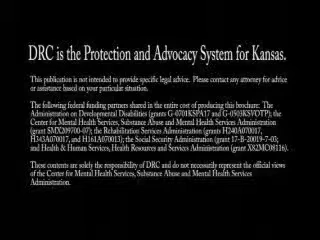 DRC is the Protection and Advocacy System for Kansas.
This publication is not intended to provide specific legal advice. Please contact any attorney for advice
or assistance based on your particular situation.
The following federal funding partners shared in the entire cost of producing this brochure: The
Administration on Developmental Disabilities (grants G-0701KSPA17 and G-0503KSVOTP); the
Center for Mental Health Services, Substance Abuse and Mental Health Services Administration
(grant SMX209700-07); the Rehabilitation Services Administration (grants H240A070017,
H343A070017, and H161A070013); the Social Security Administration (grant 17-B-20019-7-03;
and Health & Human Services, Health Resources and Services Administration (grant X82MC08116).
These contents are solely the responsibility of DRC and do not necessarily represent the official views
of the Center for Mental Health Services, Substance Abuse and Mental Health Services
Administration.